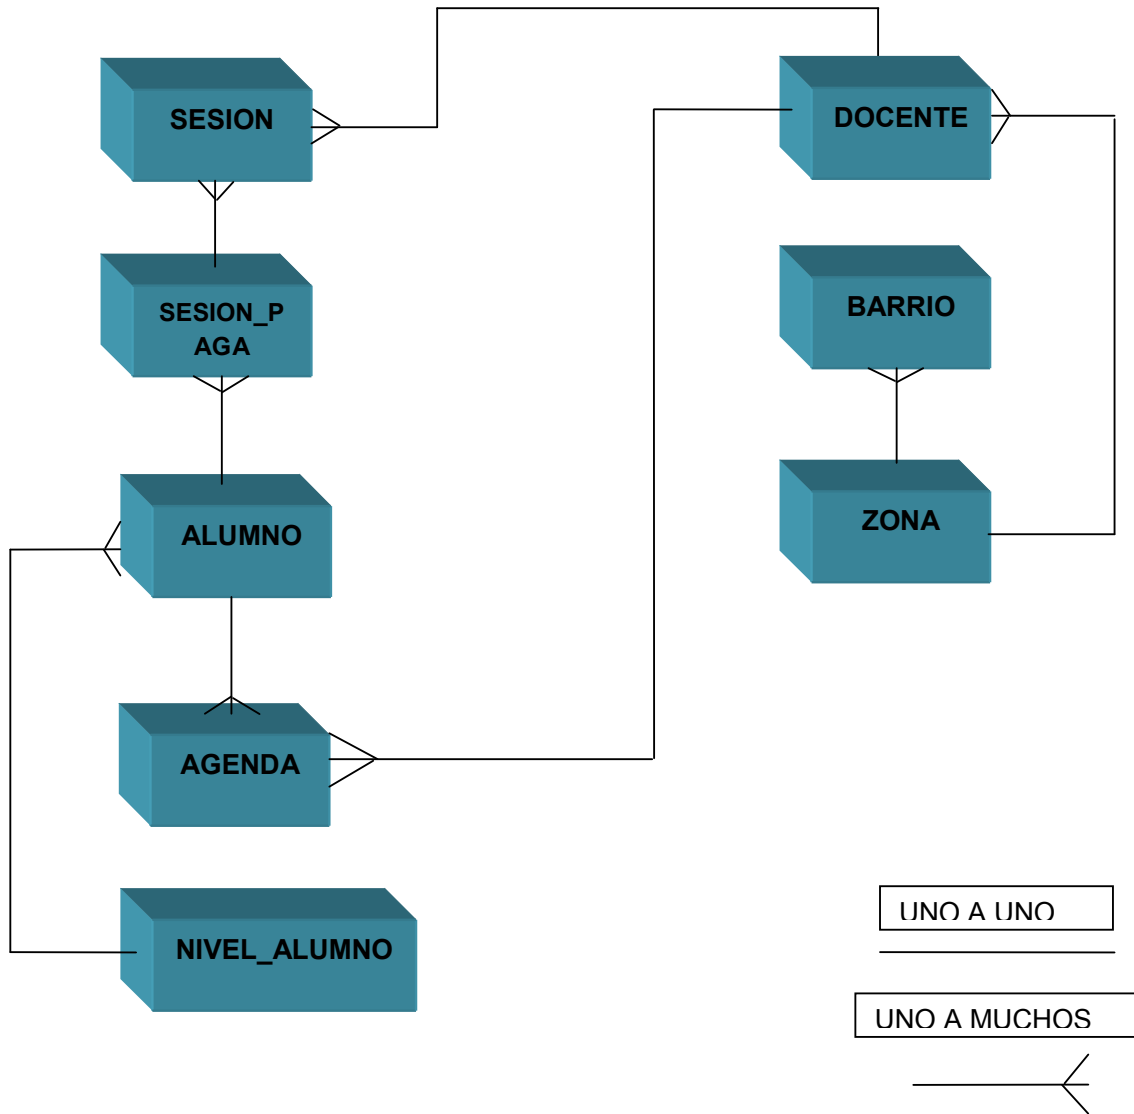 SESION
DOCENTE
SESION_P
AGA
BARRIO
ALUMNO
ZONA
AGENDA
NIVEL_ALUMNO
UNO A UNO
UNO A MUCHOS